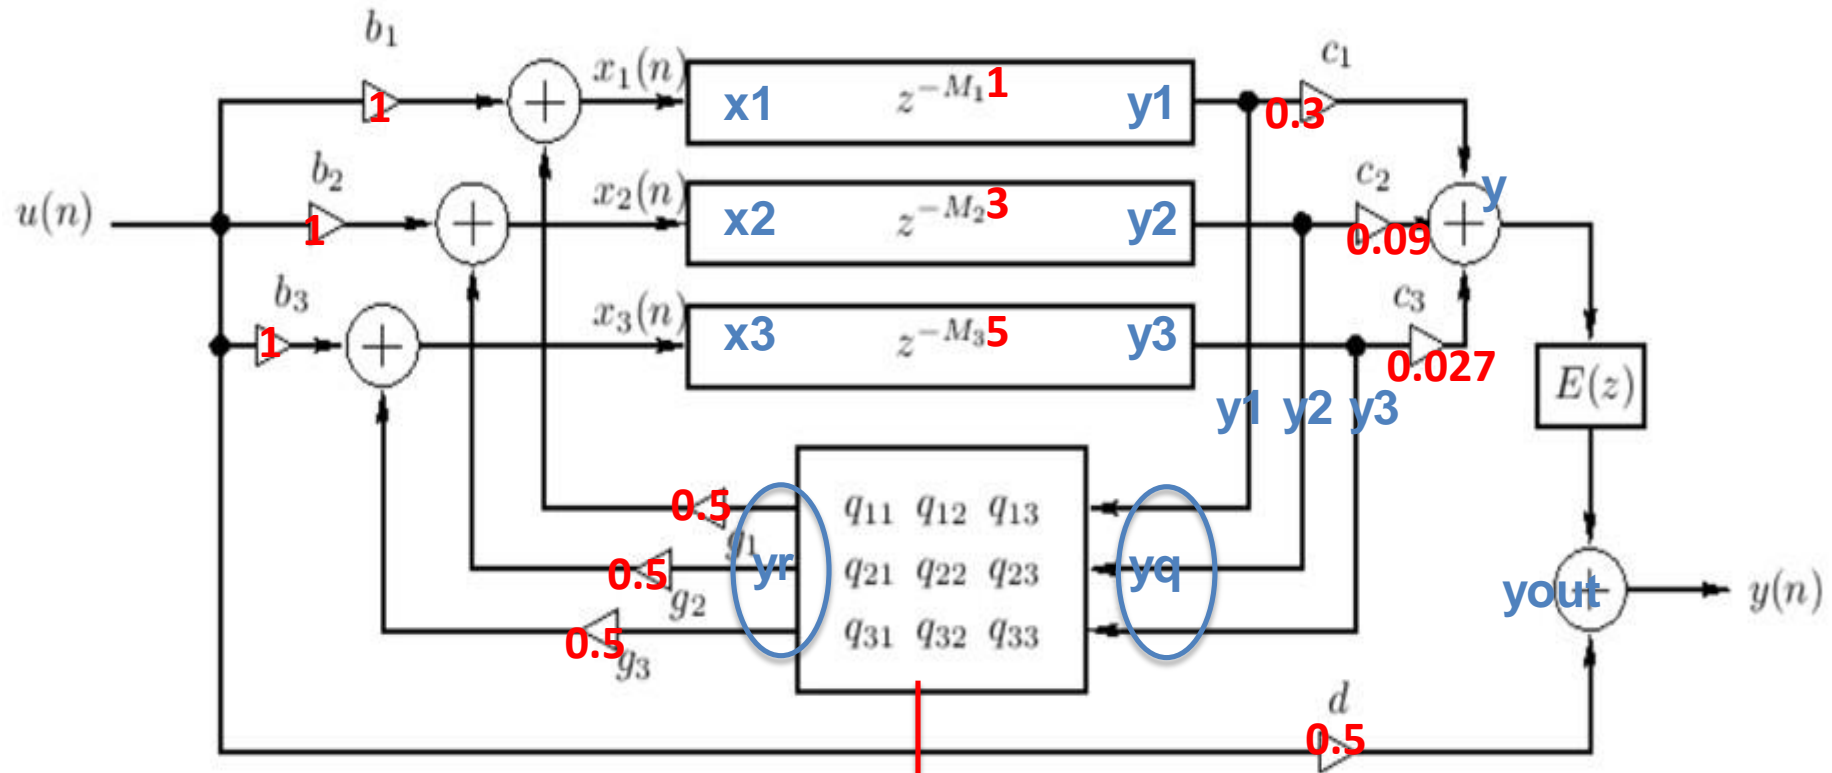 b₁
1
x₁(n)
x1 z^{-M₁} 1 y1
c₁
0.3
b₂
u(n)
1
x₂(n)
x2 z^{-M₂} 3 y2
c₂
0.09
y
b₃
1
x₃(n)
x3 z^{-M₃} 5 y3
c₃
0.027
E(z)
y1 y2 y3
0.5 g₁
0.5 g₂
0.5 g₃
yr
q₁₁ q₁₂ q₁₃
q₂₁ q₂₂ q₂₃
q₃₁ q₃₂ q₃₃
yq
yout
y(n)
d
0.5